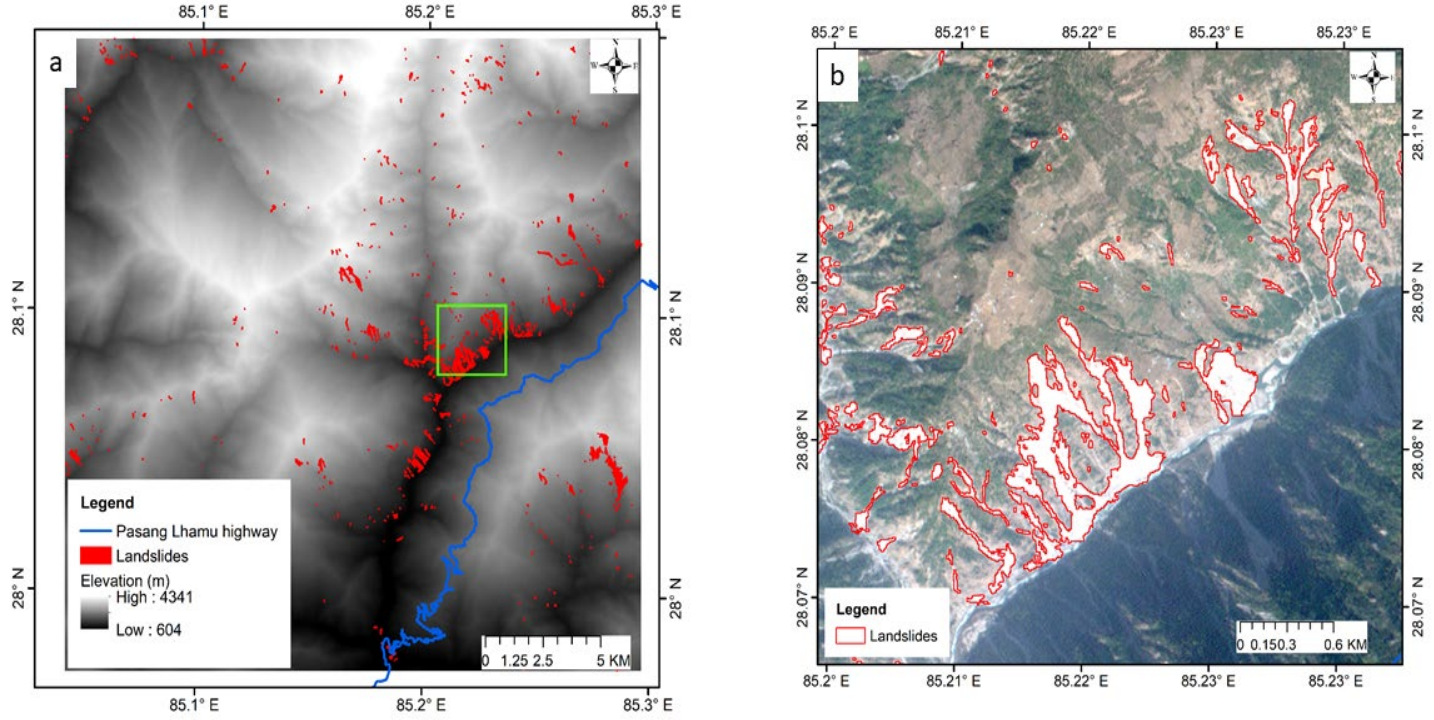 85.1° E 85.2° E 85.3° E
a
N
W E
S
28.1° N 28.1° N
Legend
Pasang Lhamu highway
Landslides
Elevation (m)
High : 4341
Low : 604
28° N 28° N
0 1.25 2.5 5 KM
85.1° E 85.2° E 85.3° E
85.2° E 85.21° E 85.22° E 85.23° E 85.23° E
b
N
W E
S
28.1° N 28.1° N
28.09° N 28.09° N
28.08° N 28.08° N
28.07° N 28.07° N
Legend
Landslides
0 0.150.3 0.6 KM
85.2° E 85.21° E 85.22° E 85.23° E 85.23° E